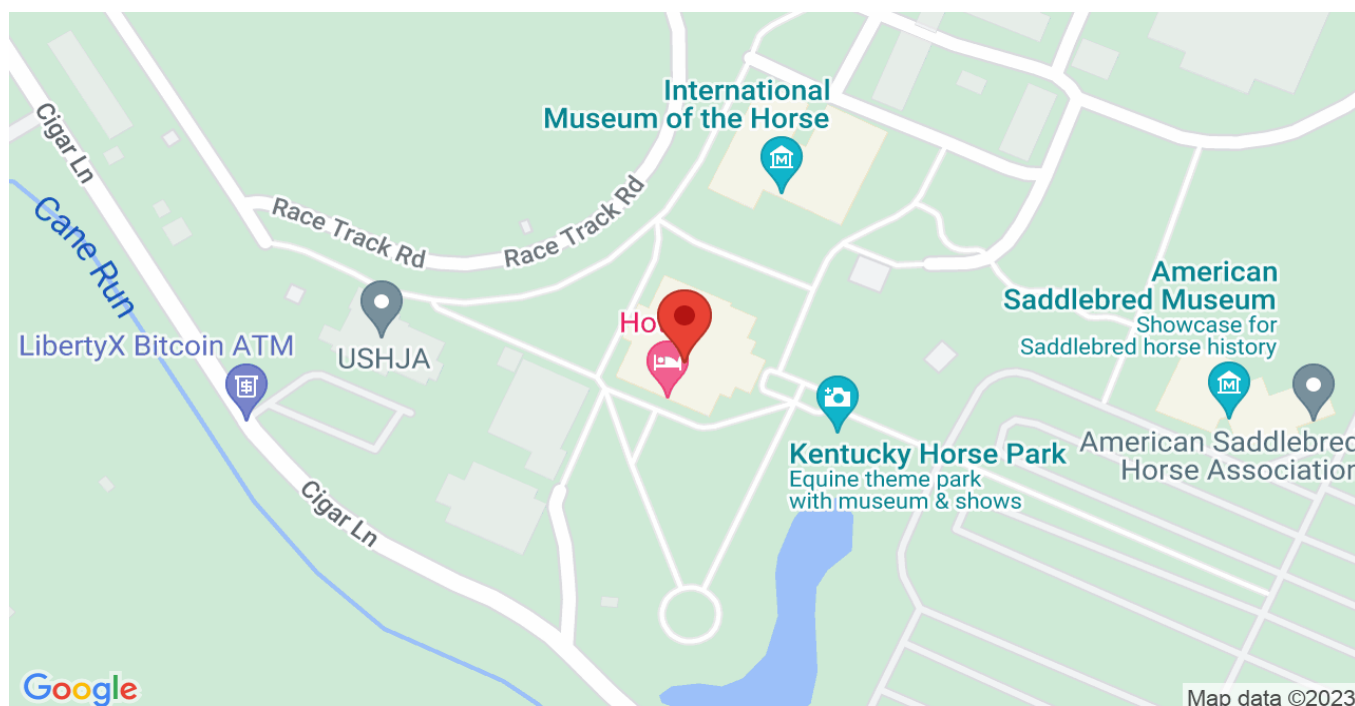 International
Museum of the Horse
Cigar Ln
Cane Run
Race Track Rd
Race Track Rd
American
Saddlebred Museum
Showcase for
Saddlebred horse history
LibertyX Bitcoin ATM
USHJA
Kentucky Horse Park
Equine theme park
with museum & shows
American Saddlebred
Horse Association
Cigar Ln
Google
Map data ©2023